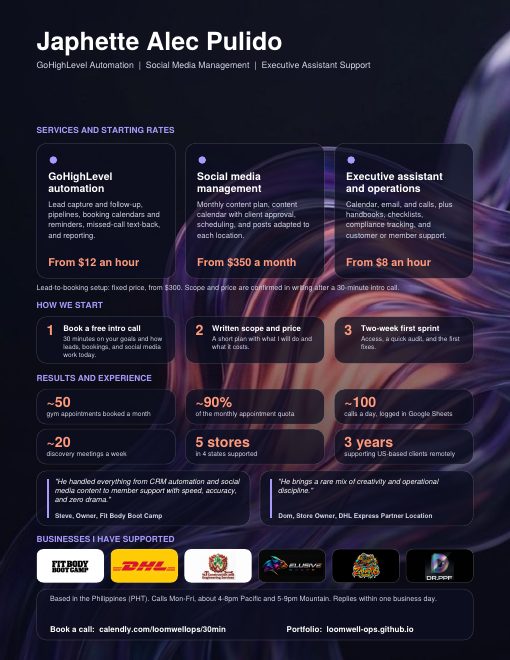 Japhette Alec Pulido
GoHighLevel Automation | Social Media Management | Executive Assistant Support
SERVICES AND STARTING RATES
GoHighLevel
automation
Lead capture and follow-up,
pipelines, booking calendars and
reminders, missed-call text-back,
and reporting.
From $12 an hour
Social media
management
Monthly content plan, content
calendar with client approval,
scheduling, and posts adapted to
each location.
From $350 a month
Executive assistant
and operations
Calendar, email, and calls, plus
handbooks, checklists,
compliance tracking, and
customer or member support.
From $8 an hour
Lead-to-booking setup: fixed price, from $300. Scope and price are confirmed in writing after a 30-minute intro call.
HOW WE START
1 Book a free intro call
30 minutes on your goals and how
leads, bookings, and social media
work today.
2 Written scope and price
A short plan with what I will do and
what it costs.
3 Two-week first sprint
Access, a quick audit, and the first
fixes.
RESULTS AND EXPERIENCE
~50
gym appointments booked a month
~90%
of the monthly appointment quota
~100
calls a day, logged in Google Sheets
~20
discovery meetings a week
5 stores
in 4 states supported
3 years
supporting US-based clients remotely
"He handled everything from CRM automation and social
media content to member support with speed, accuracy,
and zero drama."
Steve, Owner, Fit Body Boot Camp
"He brings a rare mix of creativity and operational
discipline."
Dom, Store Owner, DHL Express Partner Location
BUSINESSES I HAVE SUPPORTED
FIT BODY
BOOT CAMP
DHL
ELUSIVE
DR.PPF
Based in the Philippines (PHT). Calls Mon-Fri, about 4-8pm Pacific and 5-9pm Mountain. Replies within one business day.
Book a call: calendly.com/loomwellops/30min
Portfolio: loomwell-ops.github.io